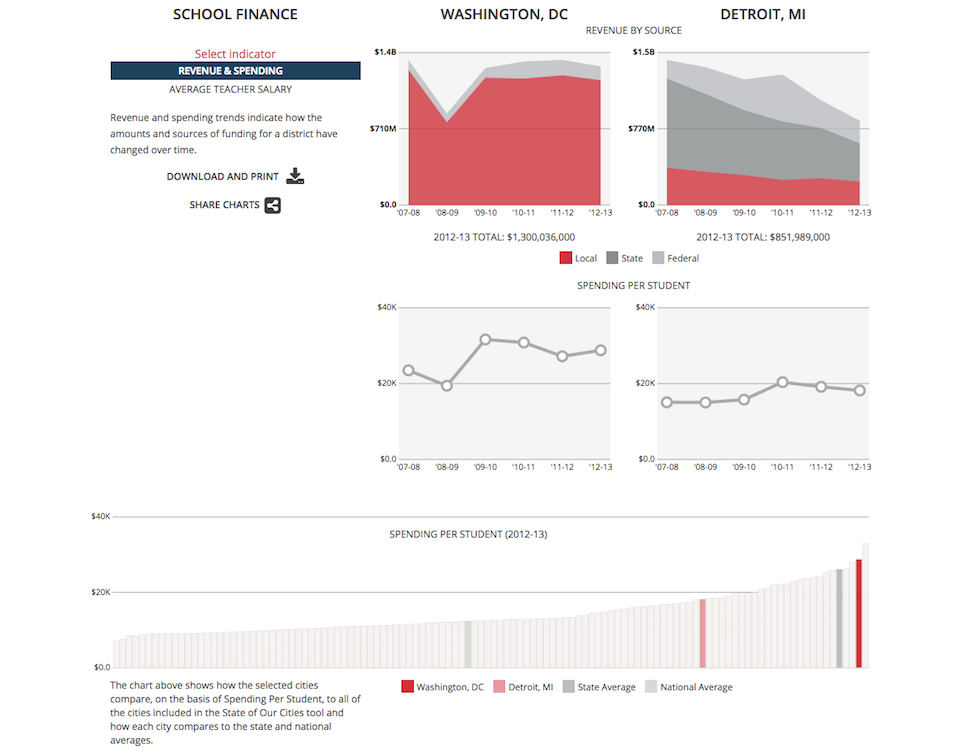 SCHOOL FINANCE
WASHINGTON, DC
DETROIT, MI
REVENUE BY SOURCE
Select indicator
REVENUE & SPENDING
AVERAGE TEACHER SALARY
Revenue and spending trends indicate how the
amounts and sources of funding for a district have
changed over time.
DOWNLOAD AND PRINT
SHARE CHARTS
$1.4B
$710M
$0.0
'07-08 '08-09 '09-10 '10-11 '11-12 '12-13
2012-13 TOTAL: $1,300,036,000
$1.5B
$770M
$0.0
'07-08 '08-09 '09-10 '10-11 '11-12 '12-13
2012-13 TOTAL: $851,989,000
Local State Federal
SPENDING PER STUDENT
$40K
$20K
$0.0
'07-08 '08-09 '09-10 '10-11 '11-12 '12-13
$40K
$20K
$0.0
'07-08 '08-09 '09-10 '10-11 '11-12 '12-13
$40K
SPENDING PER STUDENT (2012-13)
$20K
$0.0
The chart above shows how the selected cities
compare, on the basis of Spending Per Student, to all of
the cities included in the State of Our Cities tool and
how each city compares to the state and national
averages.
Washington, DC Detroit, MI State Average National Average